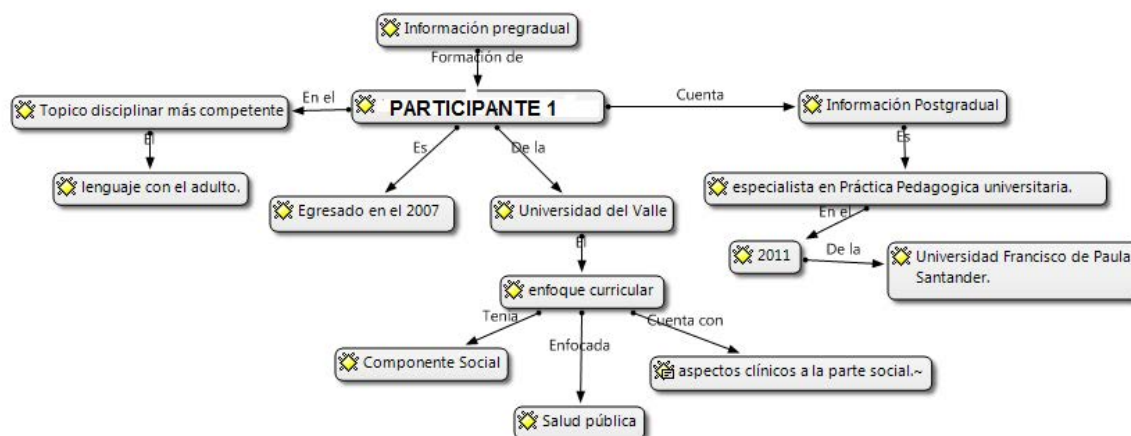 Información pregradual
Formación de
PARTICIPANTE 1
En el
Topico disciplinar más competente
El
lenguaje con el adulto.
Cuenta
Información Postgradual
Es
especialista en Práctica Pedagogica universitaria.
En el
2011
De la
Universidad Francisco de Paula
Santander.
Es
Egresado en el 2007
De la
Universidad del Valle
El
enfoque curricular
Tenia
Componente Social
Enfocada
Salud pública
Cuenta con
aspectos clínicos a la parte social.~